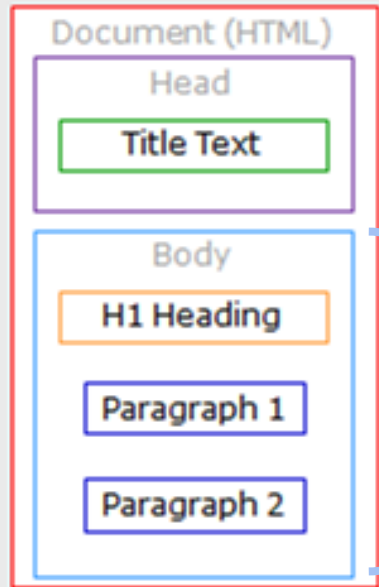 Document (HTML)
Head
Title Text
Body
H1 Heading
Paragraph 1
Paragraph 2